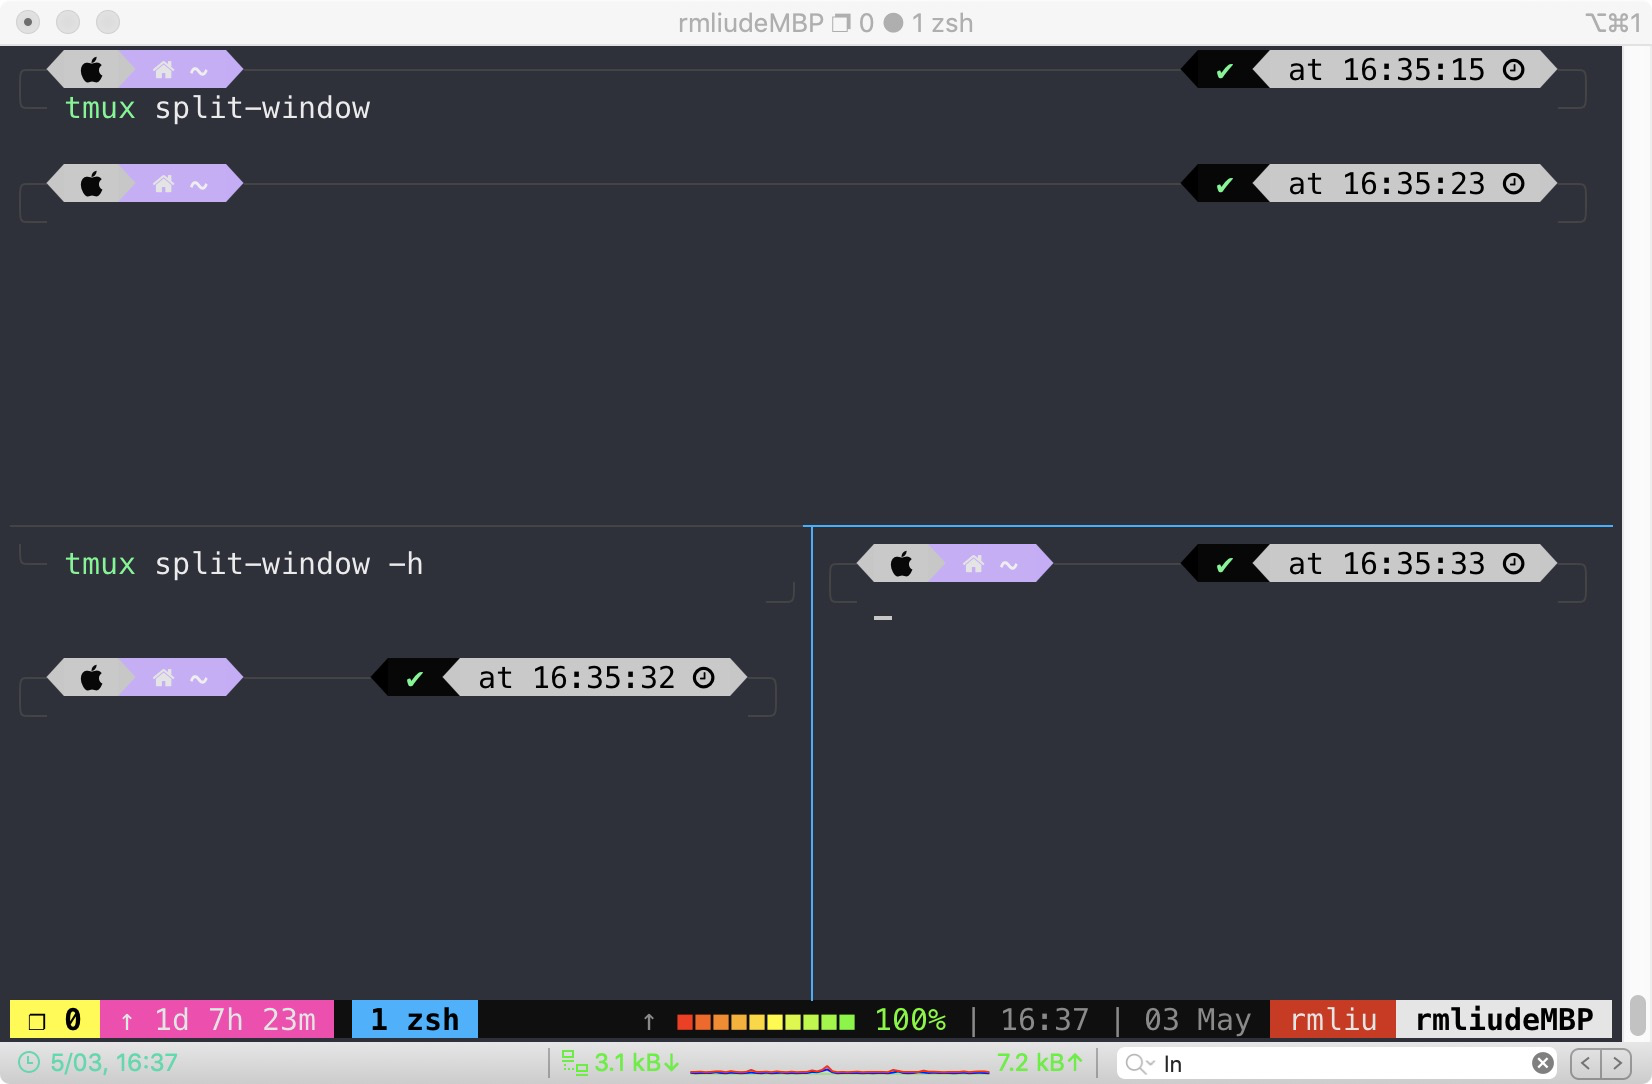 rmliudeMBP ❐ 0 ● 1 zsh ⌥⌘1
~ ✔ at 16:35:15
tmux split-window
~ ✔ at 16:35:23
tmux split-window -h
~ ✔ at 16:35:33
~ ✔ at 16:35:32
❐ 0 ↑ 1d 7h 23m 1 zsh ↑ 100% | 16:37 | 03 May rmliu rmliudeMBP
5/03, 16:37 3.1 kB↓ 7.2 kB↑ ln